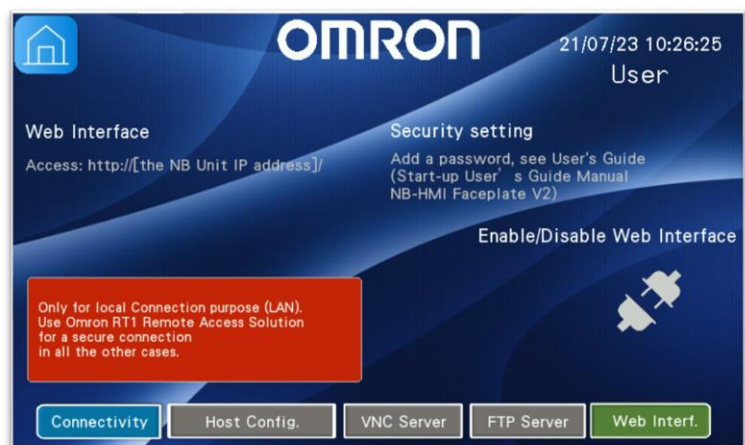 OMRON
21/07/23 10:26:25
User
Web Interface
Access: http://[the NB Unit IP address]/
Security setting
Add a password, see User's Guide
(Start-up User’s Guide Manual
NB-HMI Faceplate V2)
Enable/Disable Web Interface
Only for local Connection purpose (LAN).
Use Omron RT1 Remote Access Solution
for a secure connection
in all the other cases.
Connectivity
Host Config.
VNC Server
FTP Server
Web Interf.